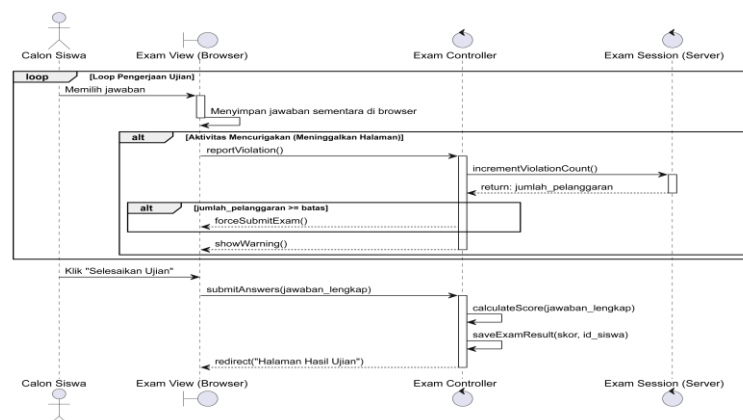 Calon Siswa
Exam View (Browser)
Exam Controller
Exam Session (Server)
loop
[Loop Pengerjaan Ujian]
Memilih jawaban
Menyimpan jawaban sementara di browser
alt
[Aktivitas Mencurigakan (Meninggalkan Halaman)]
reportViolation()
incrementViolationCount()
return: jumlah_pelanggaran
alt
[jumlah_pelanggaran >= batas]
forceSubmitExam()
showWarning()
Klik "Selesaikan Ujian"
submitAnswers(jawaban_lengkap)
calculateScore(jawaban_lengkap)
saveExamResult(skor, id_siswa)
redirect("Halaman Hasil Ujian")
Calon Siswa
Exam View (Browser)
Exam Controller
Exam Session (Server)